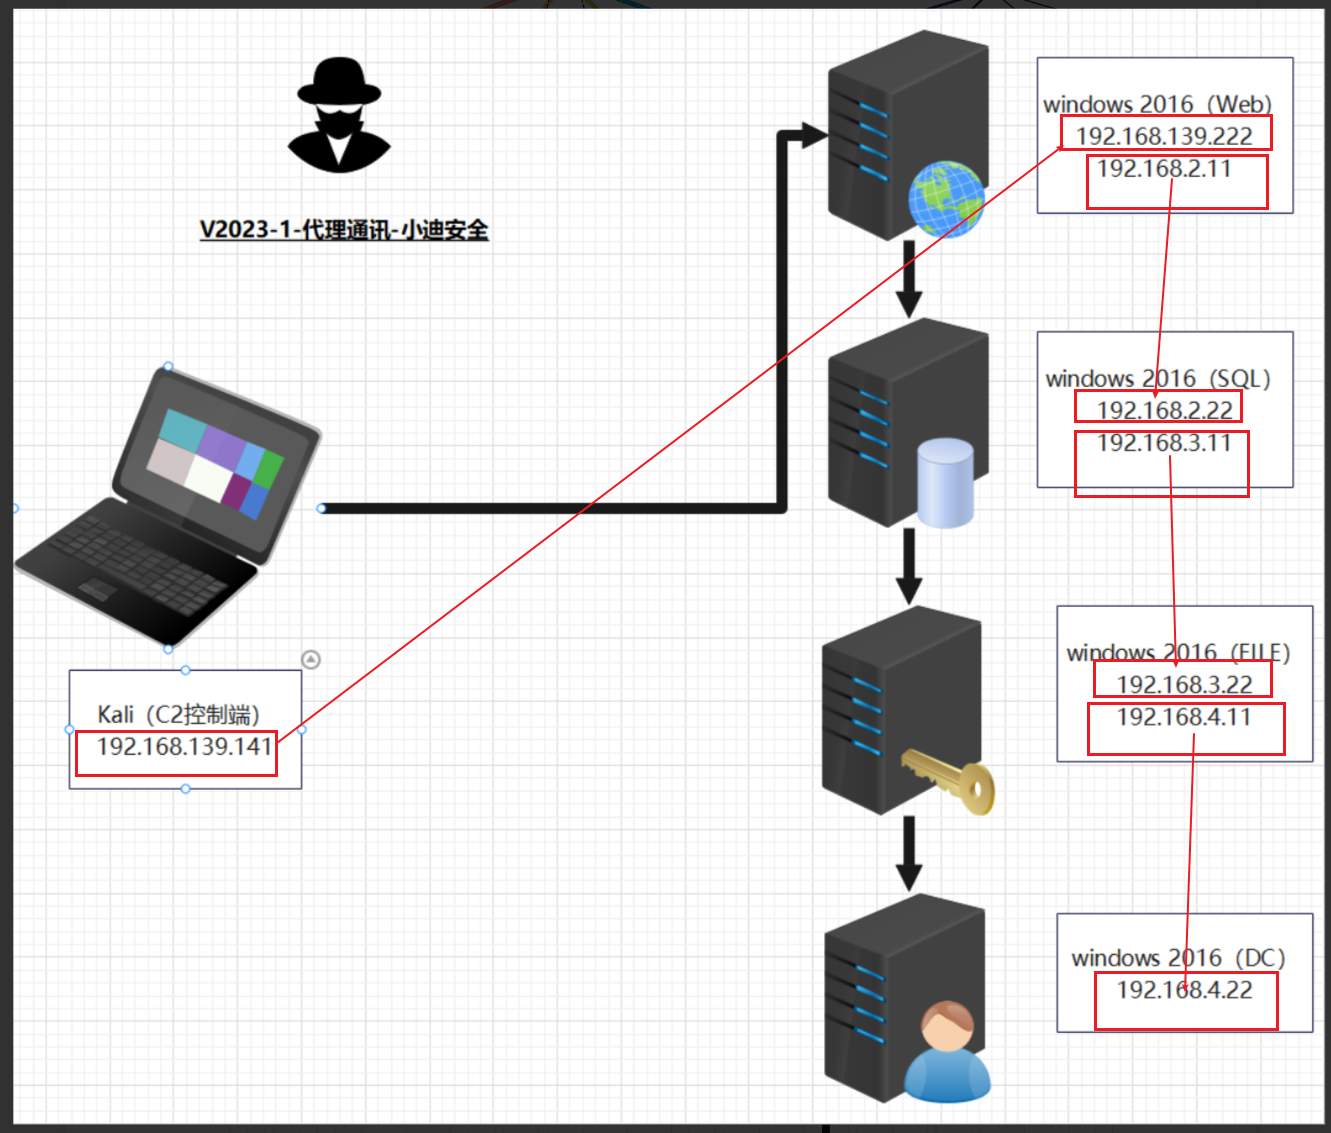 V2023-1-代理通讯-小迪安全
windows 2016（Web）
192.168.139.222
192.168.2.11
windows 2016（SQL）
192.168.2.22
192.168.3.11
Kali（C2控制端）
192.168.139.141
windows 2016（FILE）
192.168.3.22
192.168.4.11
windows 2016（DC）
192.168.4.22